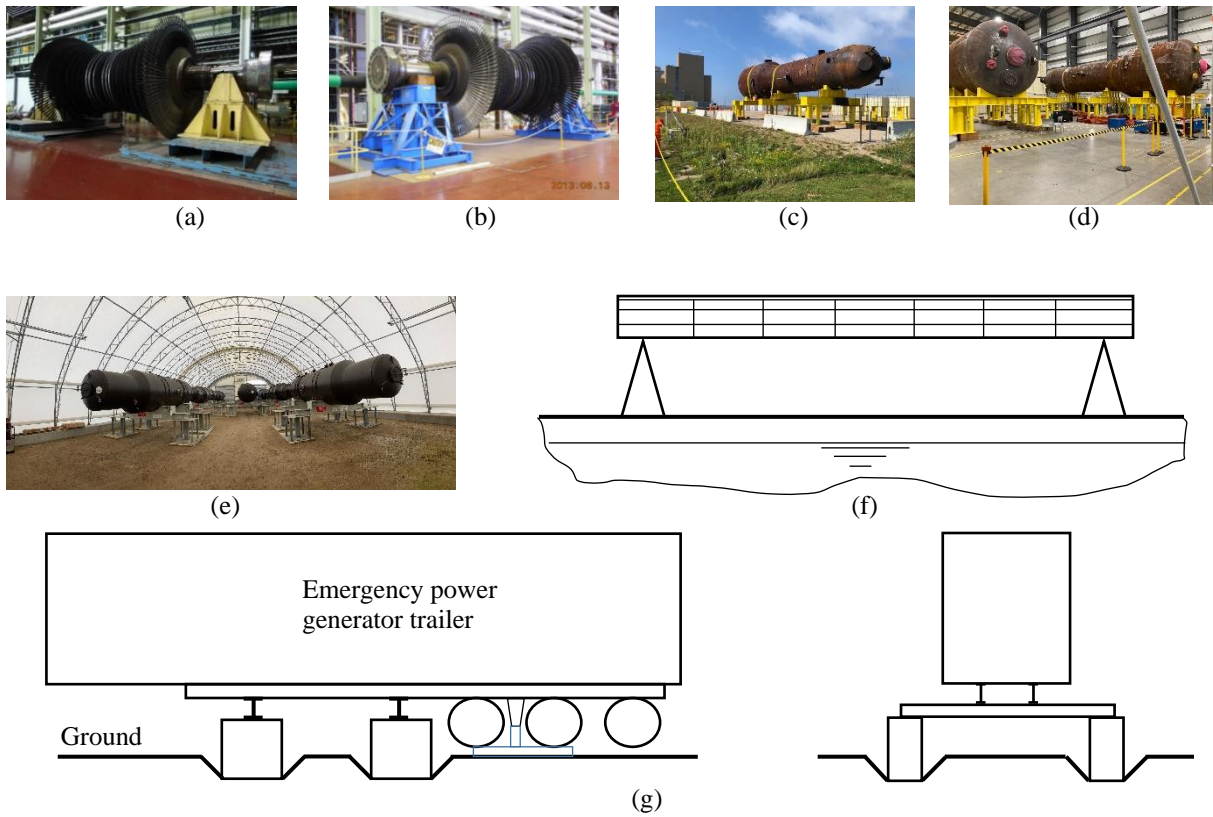 2013.06.13
(a)
(b)
(c)
(d)
(e)
(f)
Emergency power
generator trailer
Ground
(g)